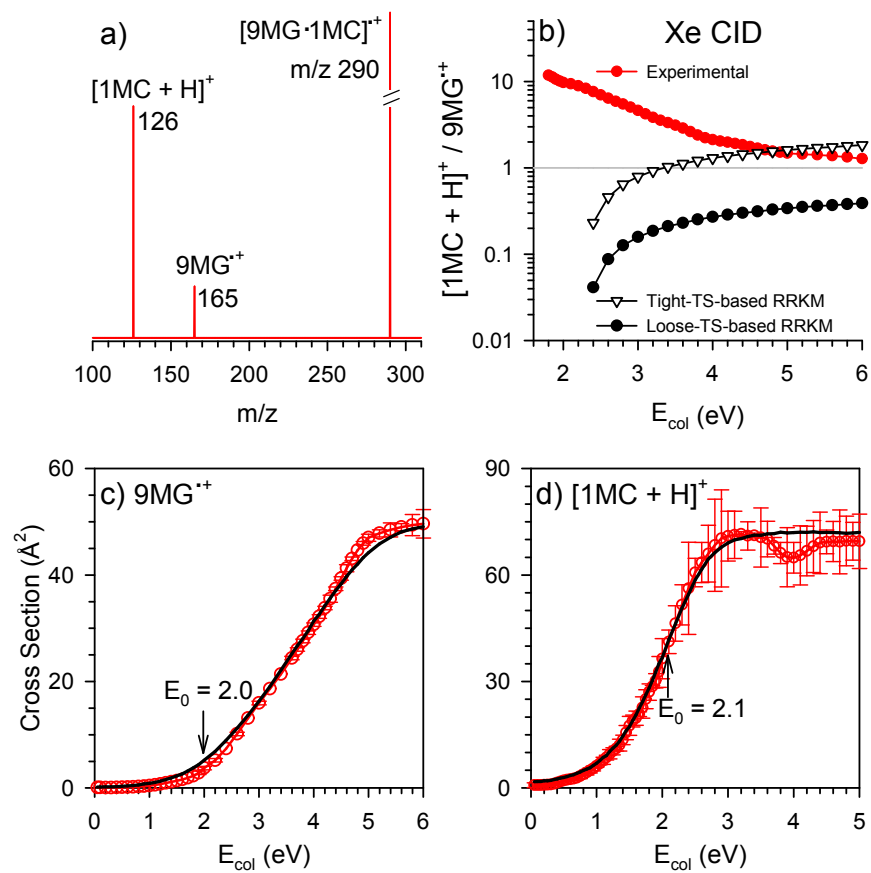 a)
[9MG·1MC]·⁺
m/z 290
[1MC + H]⁺
126
9MG·⁺
165
100 150 200 250 300
m/z
b)
Xe CID
Experimental
Tight-TS-based RRKM
Loose-TS-based RRKM
[1MC + H]⁺ / 9MG·⁺
10
1
0.1
0.01
2 3 4 5 6
E_col (eV)
c) 9MG·⁺
Cross Section (Å²)
60
40
20
0
E₀ = 2.0
0 1 2 3 4 5 6
E_col (eV)
d) [1MC + H]⁺
90
60
30
0
E₀ = 2.1
0 1 2 3 4 5
E_col (eV)